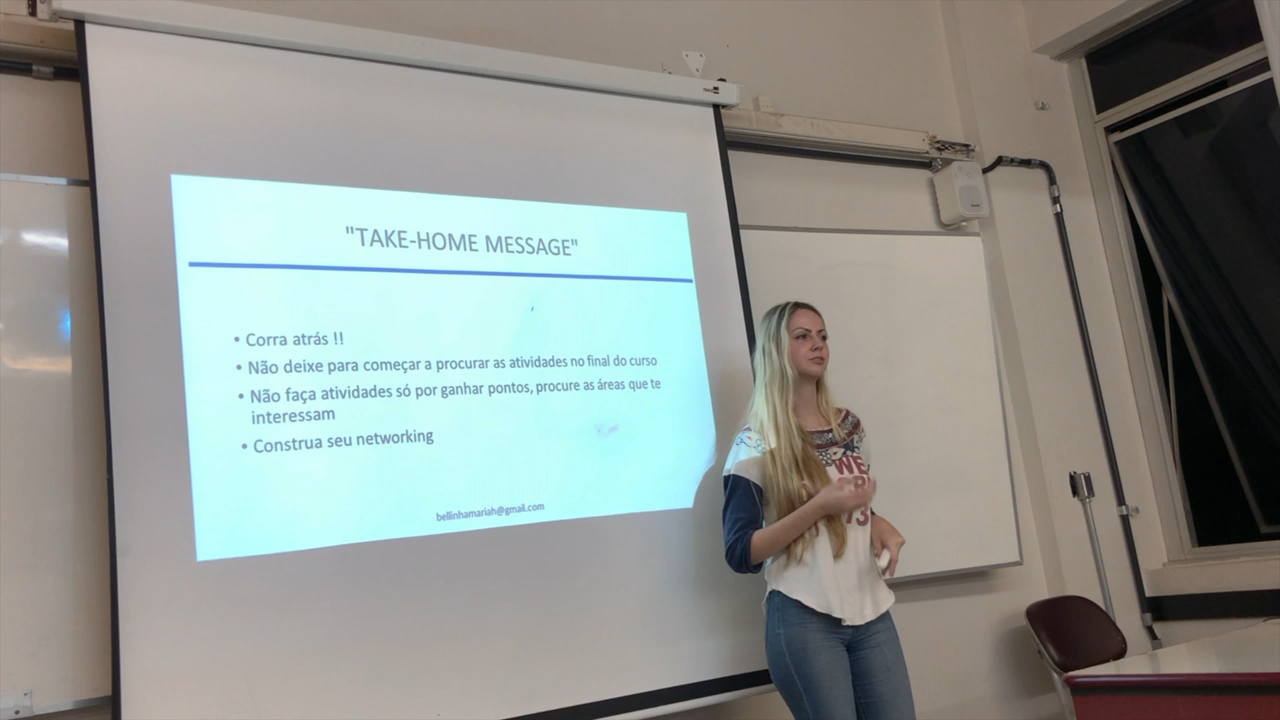 "TAKE-HOME MESSAGE"
• Corra atrás !!
• Não deixe para começar a procurar as atividades no final do curso
• Não faça atividades só por ganhar pontos, procure as áreas que te
interessam
• Construa seu networking
bellinhamariah@gmail.com
WE